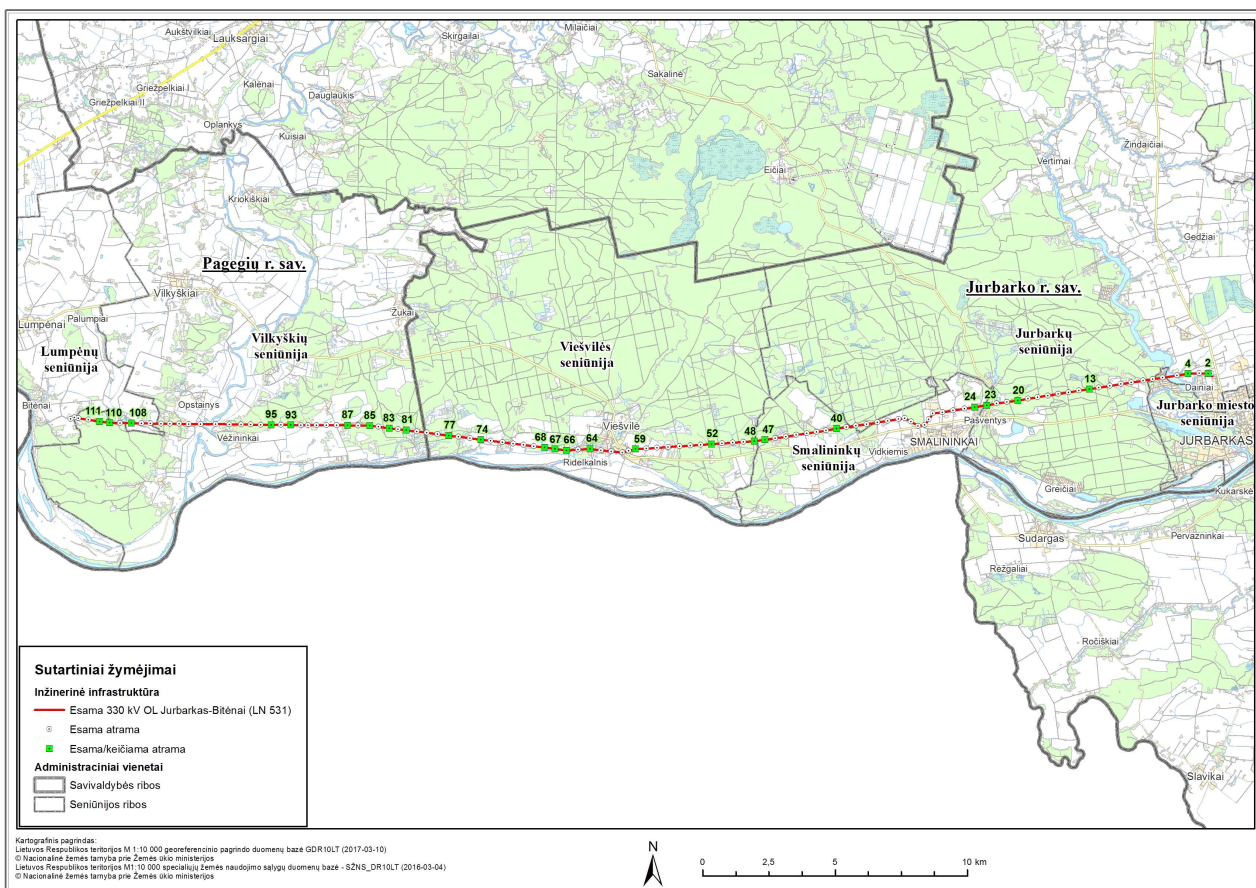 Aukštvilkiai
Lauksargiai
Skirgailai
Milaičiai
Sakalinė
Kalėnai
Griežpelkiai I
Griežpelkiai II
Dauglaukis
Oplankys
Kuisiai
Eičiai
Vertimai
Žindaičiai
Kriokiškiai
Gedžiai
Pagegių r. sav.
Jurbarko r. sav.
Vilkyškiai
Žukai
Lumpėnai
Palumpiai
Vilkyškių
seniūnija
Viešvilės
seniūnija
Jurbarkų
seniūnija
Lumpėnų
seniūnija
Bitėnai
Opstainys
Vėžininkai
Viešvilė
Ridelkalnis
Smalininkų
seniūnija
Vidkiemis
SMALININKAI
Pašventys
Dainiai
Jurbarko miesto
seniūnija
JURBARKAS
111 110 108 95 93 87 85 83 81 77 74 68 67 66 64 59 52 48 47 40 24 23 20 13 4 2
Greičiai
Kukarskė
Sudargas
Pervazninkai
Rėžgaliai
Ročiškiai
Slavikai
Sutartiniai žymėjimai
Inžinerinė infrastruktūra
Esama 330 kV OL Jurbarkas-Bitėnai (LN 531)
Esama atrama
Esama/keičiama atrama
Administraciniai vienetai
Savivaldybės ribos
Seniūnijos ribos
Kartografinis pagrindas:
Lietuvos Respublikos teritorijos M 1:10 000 georeferencinio pagrindo duomenų bazė GDR10LT (2017-03-10)
© Nacionalinė žemės tarnyba prie Žemės ūkio ministerijos
Lietuvos Respublikos teritorijos M1:10 000 specialiųjų žemės naudojimo sąlygų duomenų bazė - SŽNS_DR10LT (2016-03-04)
© Nacionalinė žemės tarnyba prie Žemės ūkio ministerijos
N
0 2,5 5 10 km